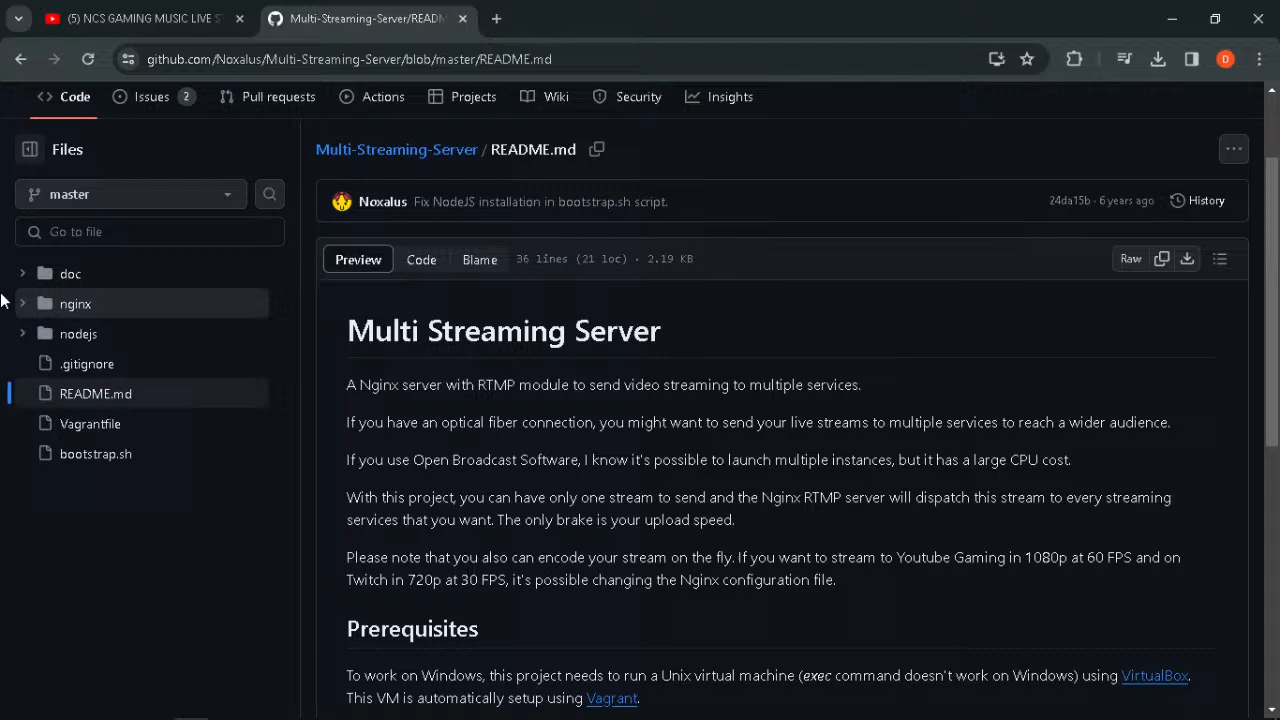 (5) NCS GAMING MUSIC LIVE S
Multi-Streaming-Server/READM
github.com/Noxalus/Multi-Streaming-Server/blob/master/README.md
D
Code
Issues 2
Pull requests
Actions
Projects
Wiki
Security
Insights
Files
master
Go to file
doc
nginx
nodejs
.gitignore
README.md
Vagrantfile
bootstrap.sh
Multi-Streaming-Server / README.md
Noxalus Fix NodeJS installation in bootstrap.sh script.
24da15b · 6 years ago
History
Preview
Code
Blame
36 lines (21 loc) · 2.19 KB
Raw
Multi Streaming Server
A Nginx server with RTMP module to send video streaming to multiple services.
If you have an optical fiber connection, you might want to send your live streams to multiple services to reach a wider audience.
If you use Open Broadcast Software, I know it's possible to launch multiple instances, but it has a large CPU cost.
With this project, you can have only one stream to send and the Nginx RTMP server will dispatch this stream to every streaming
services that you want. The only brake is your upload speed.
Please note that you also can encode your stream on the fly. If you want to stream to Youtube Gaming in 1080p at 60 FPS and on
Twitch in 720p at 30 FPS, it's possible changing the Nginx configuration file.
Prerequisites
To work on Windows, this project needs to run a Unix virtual machine (exec command doesn't work on Windows) using VirtualBox.
This VM is automatically setup using Vagrant.